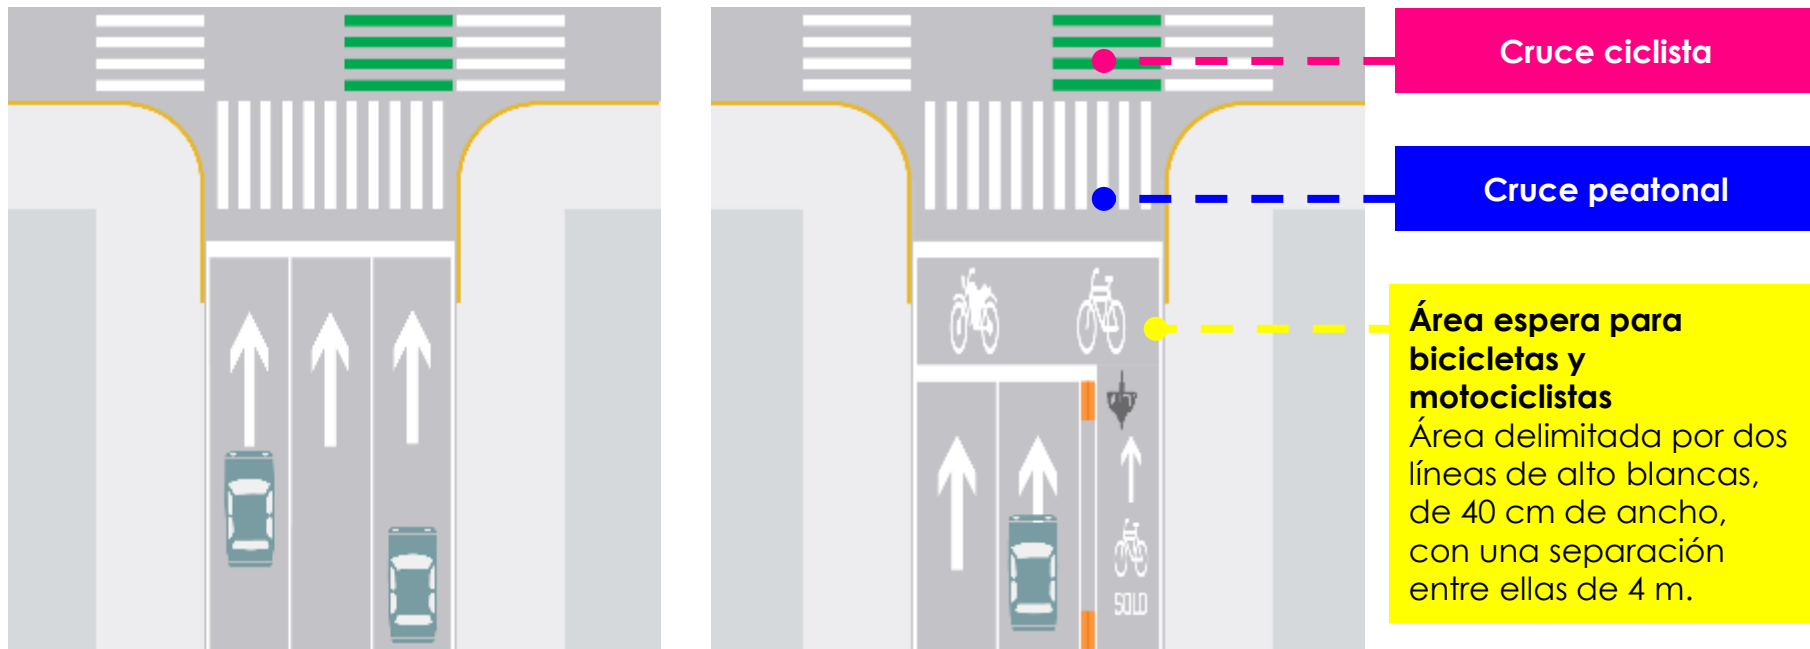 Cruce ciclista
Cruce peatonal
Área espera para
bicicletas y
motociclistas
Área delimitada por dos
líneas de alto blancas,
de 40 cm de ancho,
con una separación
entre ellas de 4 m.
SOLO